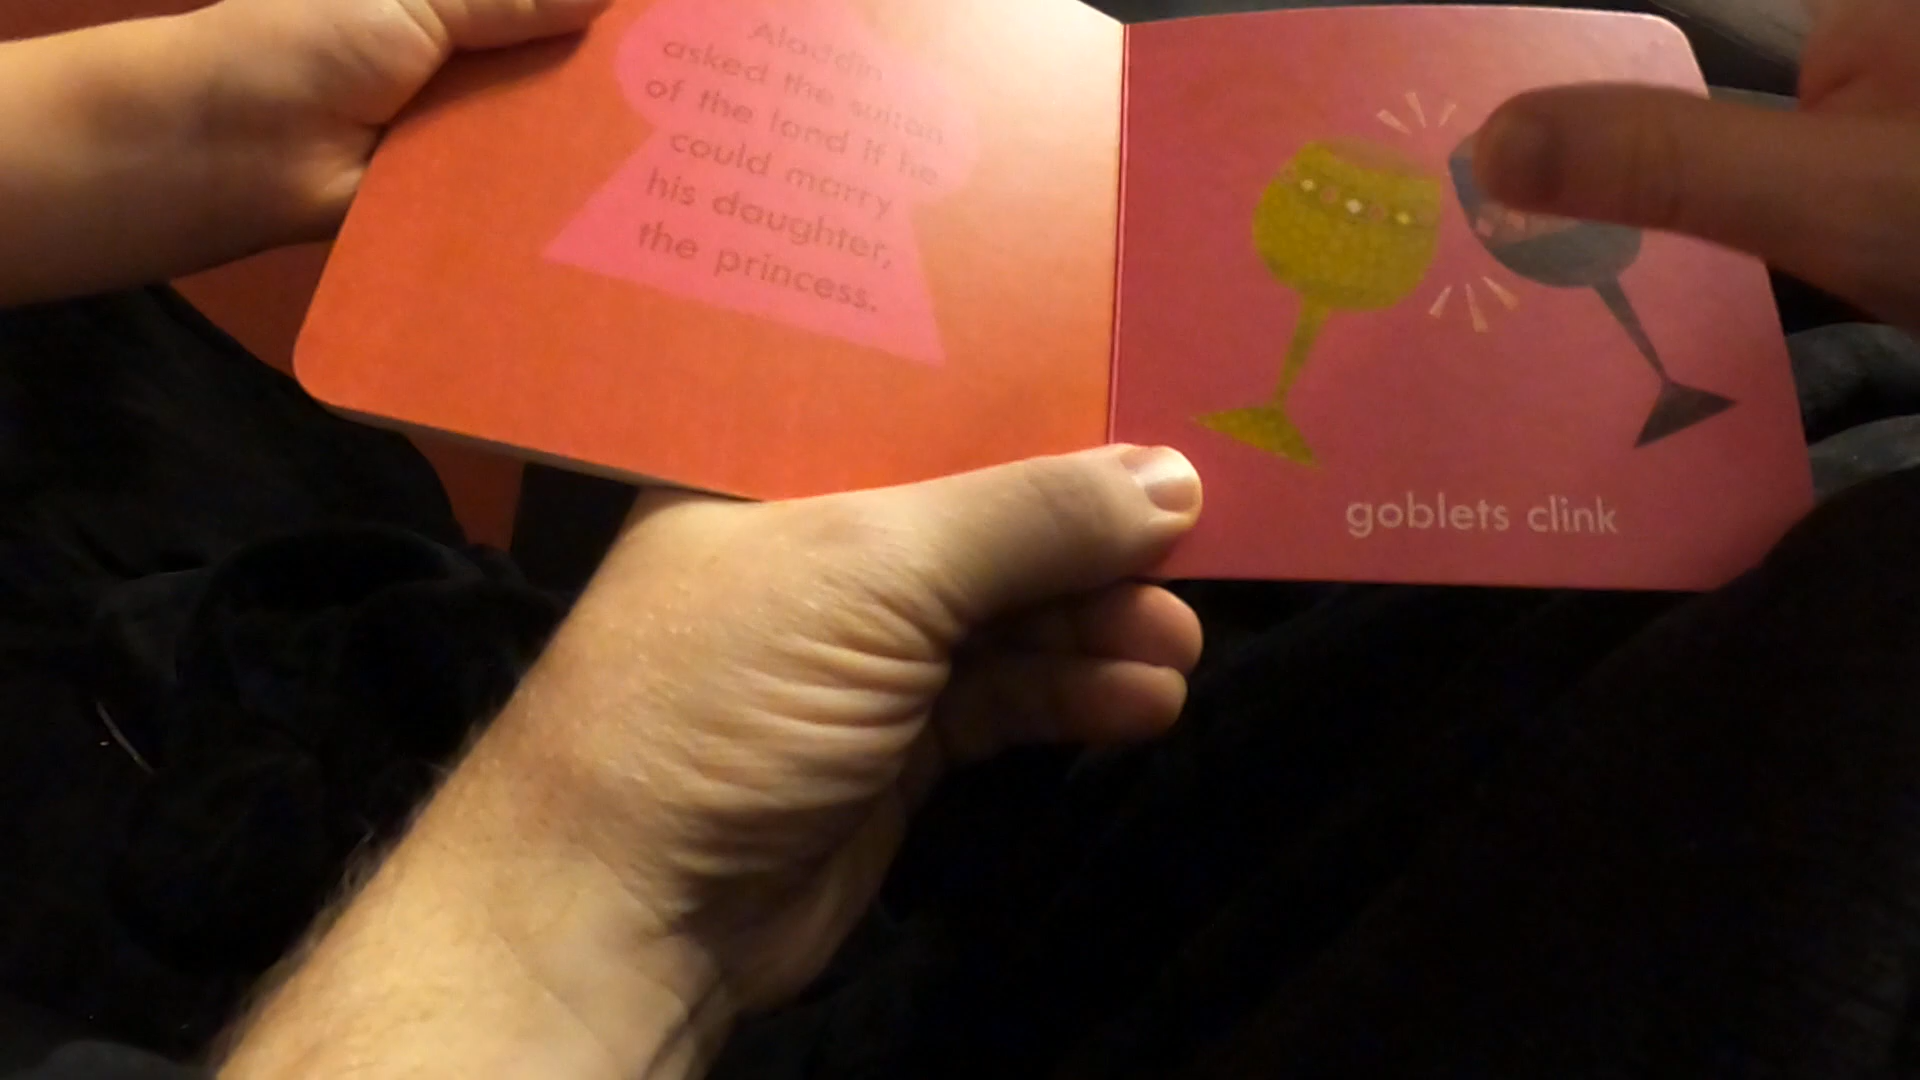 Aladdin
asked the sultan
of the land if he
could marry
his daughter,
the princess.
goblets clink